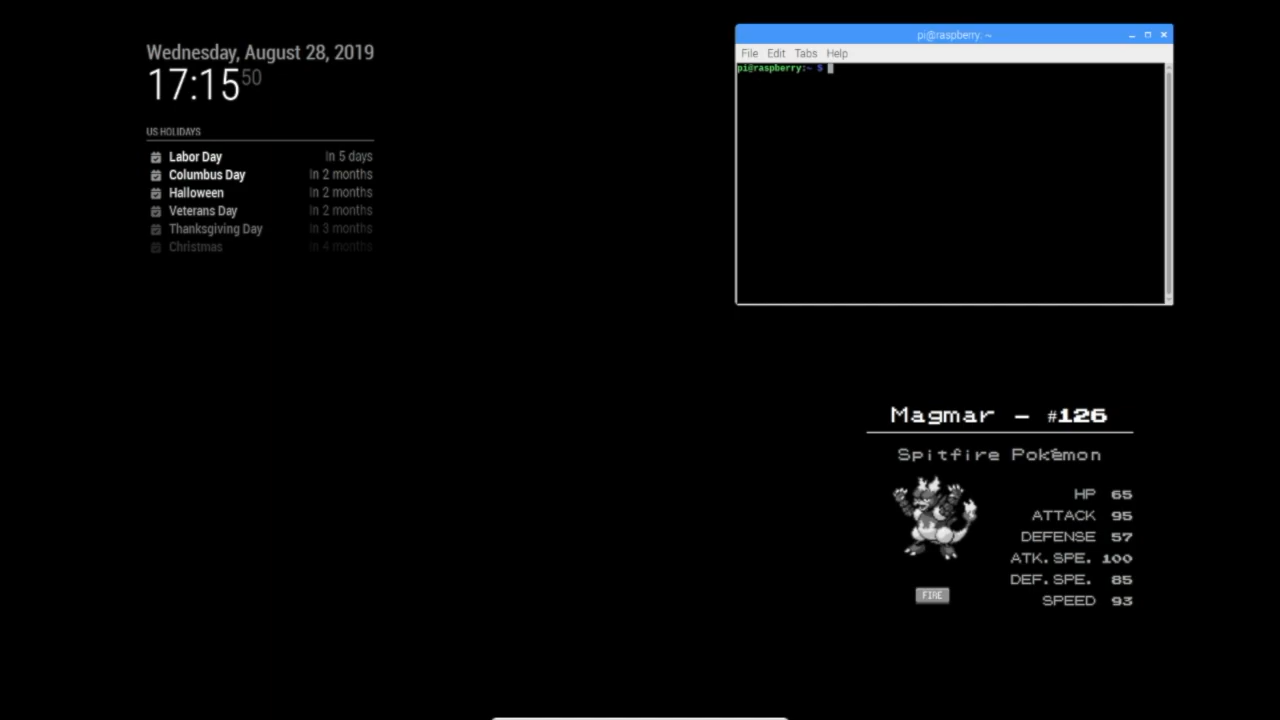 Wednesday, August 28, 2019
17:15 50
US HOLIDAYS
Labor Day In 5 days
Columbus Day In 2 months
Halloween In 2 months
Veterans Day In 2 months
Thanksgiving Day In 3 months
Christmas In 4 months
pi@raspberry: ~
File Edit Tabs Help
pi@raspberry:~ $
Magmar - #126
Spitfire Pokémon
HP 65
ATTACK 95
DEFENSE 57
ATK.SPE. 100
DEF.SPE. 85
SPEED 93
FIRE